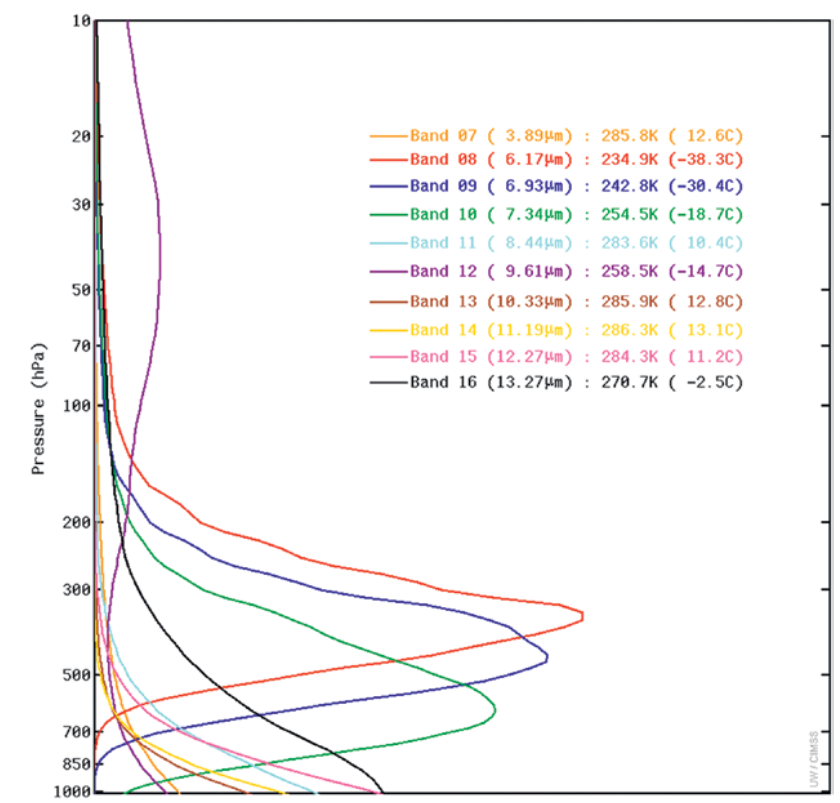 10
20
30
50
70
100
200
300
500
700
850
1000
Pressure (hPa)
Band 07 ( 3.89μm) : 285.8K ( 12.6C)
Band 08 ( 6.17μm) : 234.9K (-38.3C)
Band 09 ( 6.93μm) : 242.8K (-30.4C)
Band 10 ( 7.34μm) : 254.5K (-18.7C)
Band 11 ( 8.44μm) : 283.6K ( 10.4C)
Band 12 ( 9.61μm) : 258.5K (-14.7C)
Band 13 (10.33μm) : 285.9K ( 12.8C)
Band 14 (11.19μm) : 286.3K ( 13.1C)
Band 15 (12.27μm) : 284.3K ( 11.2C)
Band 16 (13.27μm) : 270.7K ( -2.5C)
UW/CIMSS